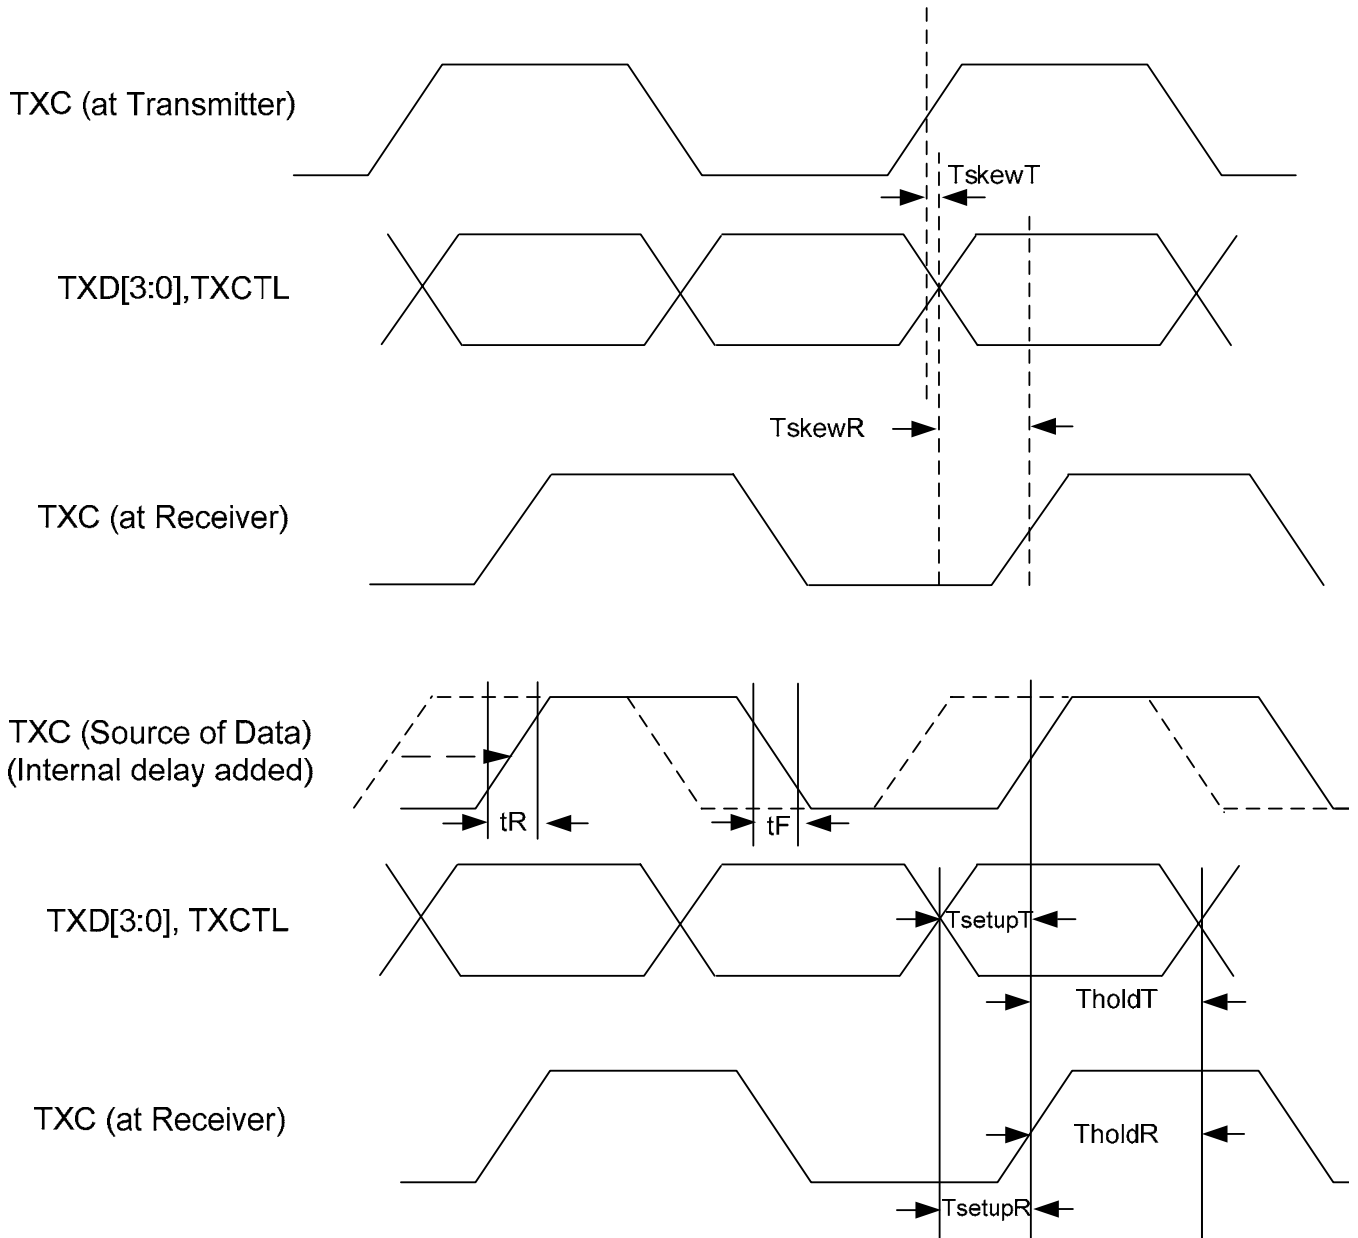 TXC (at Transmitter)
TskewT
TXD[3:0],TXCTL
TskewR
TXC (at Receiver)
TXC (Source of Data)
(Internal delay added)
tR
tF
TXD[3:0], TXCTL
TsetupT
TholdT
TXC (at Receiver)
TholdR
TsetupR